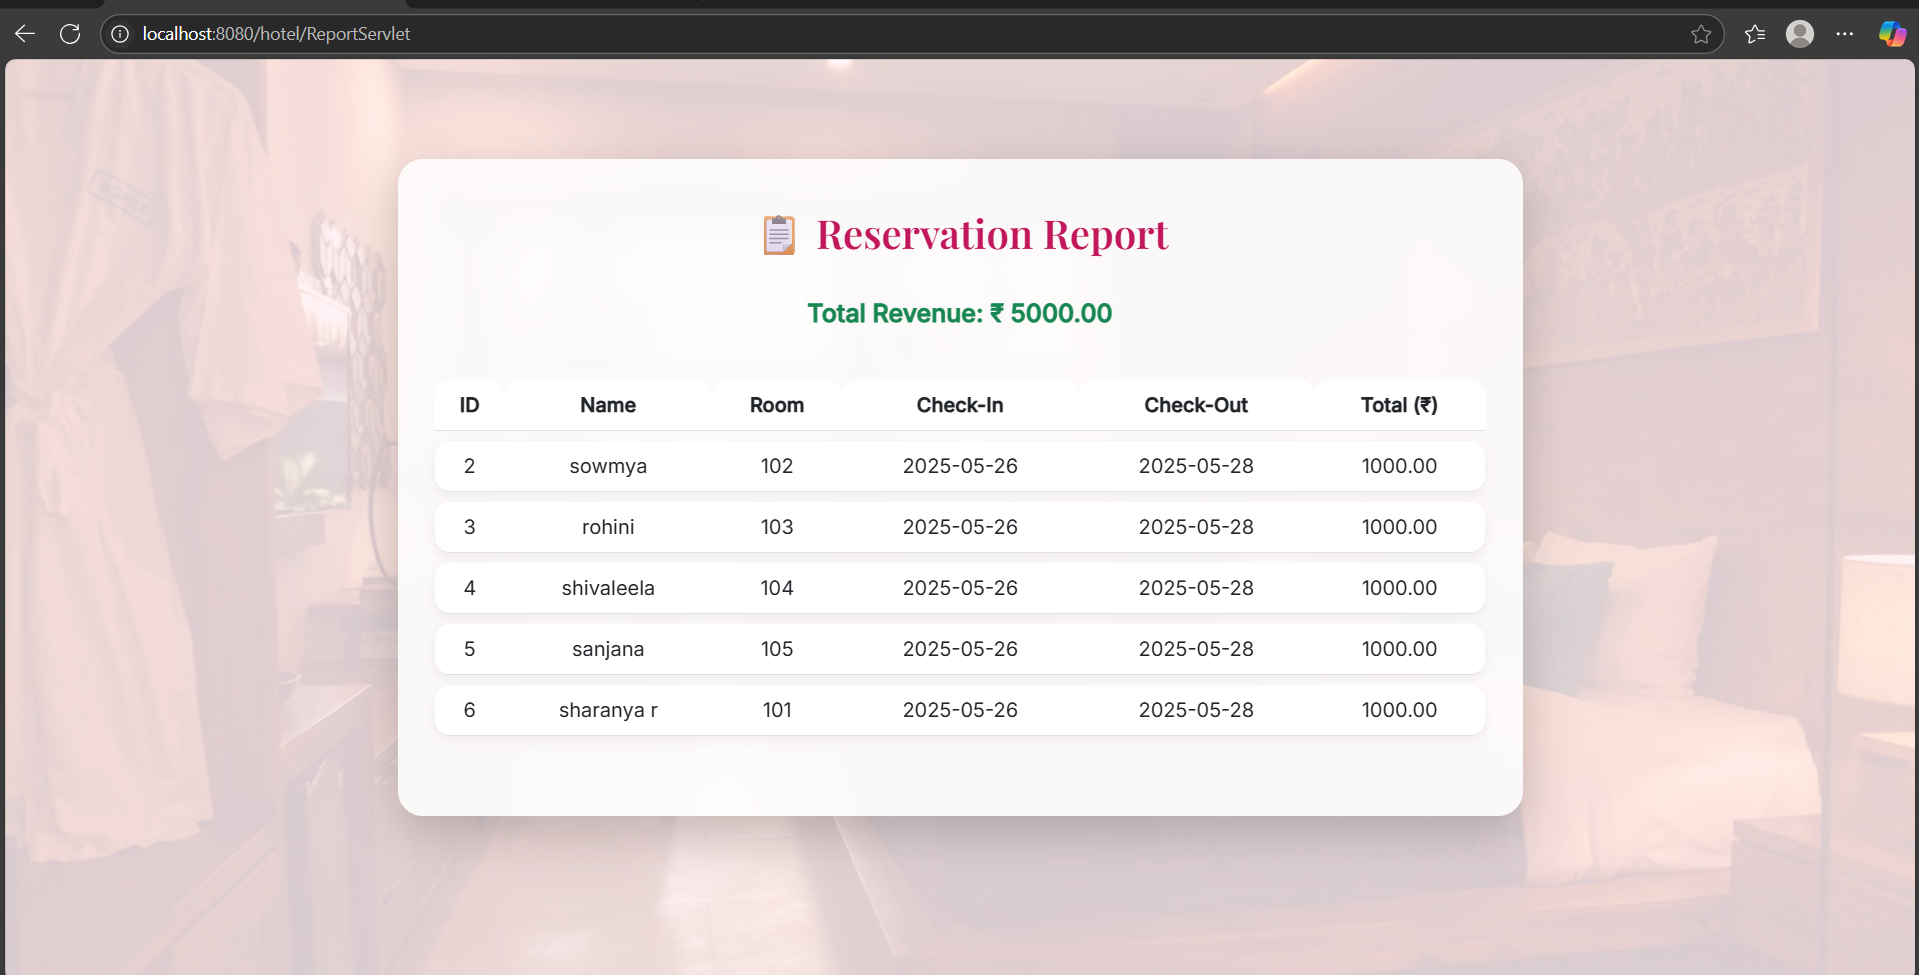 localhost:8080/hotel/ReportServlet
Reservation Report
Total Revenue: ₹ 5000.00
ID Name Room Check-In Check-Out Total (₹)
2 sowmya 102 2025-05-26 2025-05-28 1000.00
3 rohini 103 2025-05-26 2025-05-28 1000.00
4 shivaleela 104 2025-05-26 2025-05-28 1000.00
5 sanjana 105 2025-05-26 2025-05-28 1000.00
6 sharanya r 101 2025-05-26 2025-05-28 1000.00